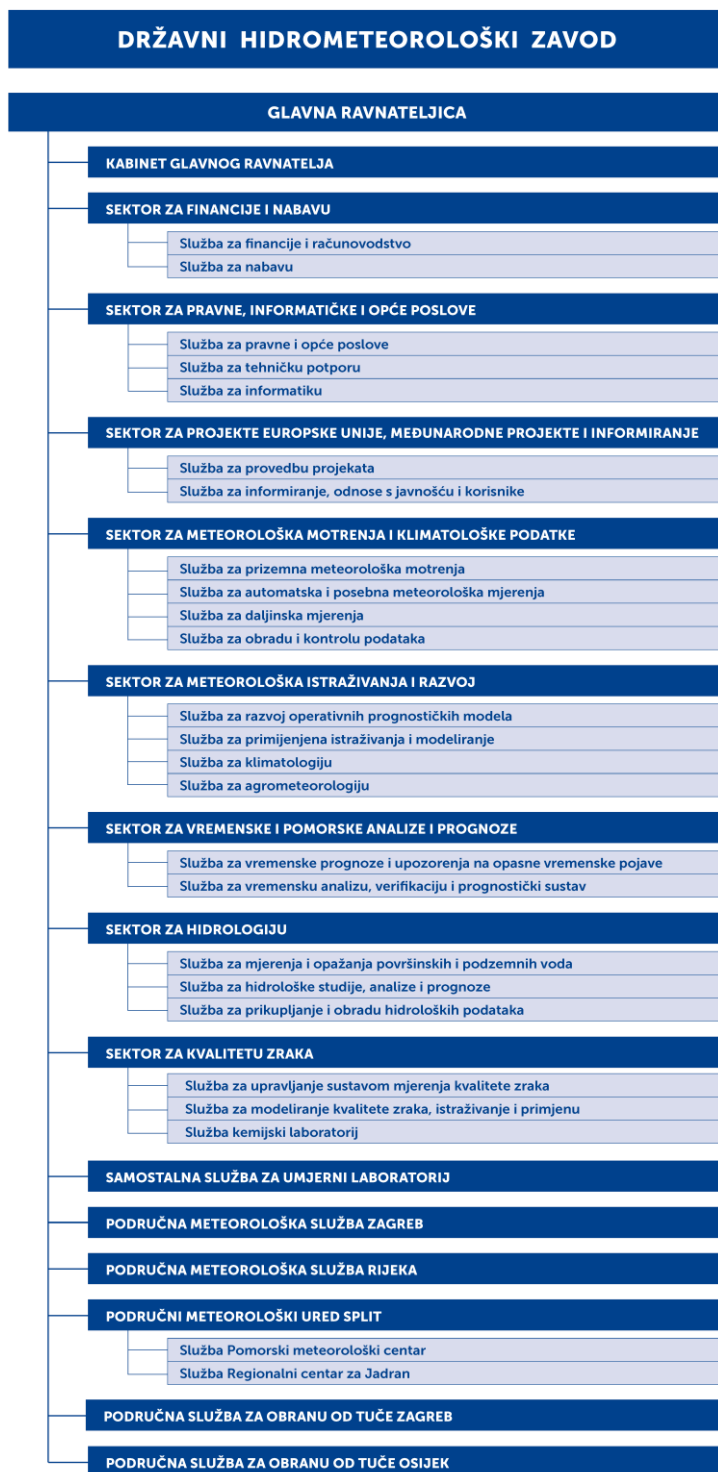 DRŽAVNI HIDROMETEOROLOŠKI ZAVOD
GLAVNA RAVNATELJICA
KABINET GLAVNOG RAVNATELJA
SEKTOR ZA FINANCIJE I NABAVU
Služba za financije i računovodstvo
Služba za nabavu
SEKTOR ZA PRAVNE, INFORMATIČKE I OPĆE POSLOVE
Služba za pravne i opće poslove
Služba za tehničku potporu
Služba za informatiku
SEKTOR ZA PROJEKTE EUROPSKE UNIJE, MEĐUNARODNE PROJEKTE I INFORMIRANJE
Služba za provedbu projekata
Služba za informiranje, odnose s javnošću i korisnike
SEKTOR ZA METEOROLOŠKA MOTRENJA I KLIMATOLOŠKE PODATKE
Služba za prizemna meteorološka motrenja
Služba za automatska i posebna meteorološka mjerenja
Služba za daljinska mjerenja
Služba za obradu i kontrolu podataka
SEKTOR ZA METEOROLOŠKA ISTRAŽIVANJA I RAZVOJ
Služba za razvoj operativnih prognostičkih modela
Služba za primijenjena istraživanja i modeliranje
Služba za klimatologiju
Služba za agrometeorologiju
SEKTOR ZA VREMENSKE I POMORSKE ANALIZE I PROGNOZE
Služba za vremenske prognoze i upozorenja na opasne vremenske pojave
Služba za vremensku analizu, verifikaciju i prognostički sustav
SEKTOR ZA HIDROLOGIJU
Služba za mjerenja i opažanja površinskih i podzemnih voda
Služba za hidrološke studije, analize i prognoze
Služba za prikupljanje i obradu hidroloških podataka
SEKTOR ZA KVALITETU ZRAKA
Služba za upravljanje sustavom mjerenja kvalitete zraka
Služba za modeliranje kvalitete zraka, istraživanje i primjenu
Služba kemijski laboratorij
SAMOSTALNA SLUŽBA ZA UMJERNI LABORATORIJ
PODRUČNA METEOROLOŠKA SLUŽBA ZAGREB
PODRUČNA METEOROLOŠKA SLUŽBA RIJEKA
PODRUČNI METEOROLOŠKI URED SPLIT
Služba Pomorski meteorološki centar
Služba Regionalni centar za Jadran
PODRUČNA SLUŽBA ZA OBRANU OD TUČE ZAGREB
PODRUČNA SLUŽBA ZA OBRANU OD TUČE OSIJEK